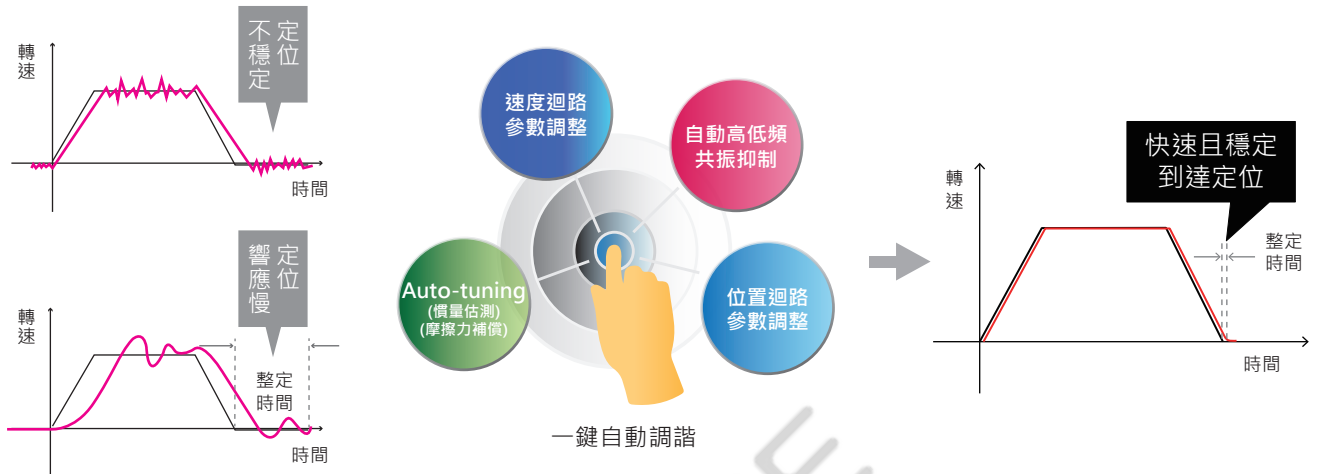 轉速
定位
不穩定
時間
轉速
定位
響應慢
整定
時間
時間
速度迴路
參數調整
自動高低頻
共振抑制
Auto-tuning
(慣量估測)
(摩擦力補償)
位置迴路
參數調整
一鍵自動調諧
轉速
快速且穩定
到達定位
整定
時間
時間